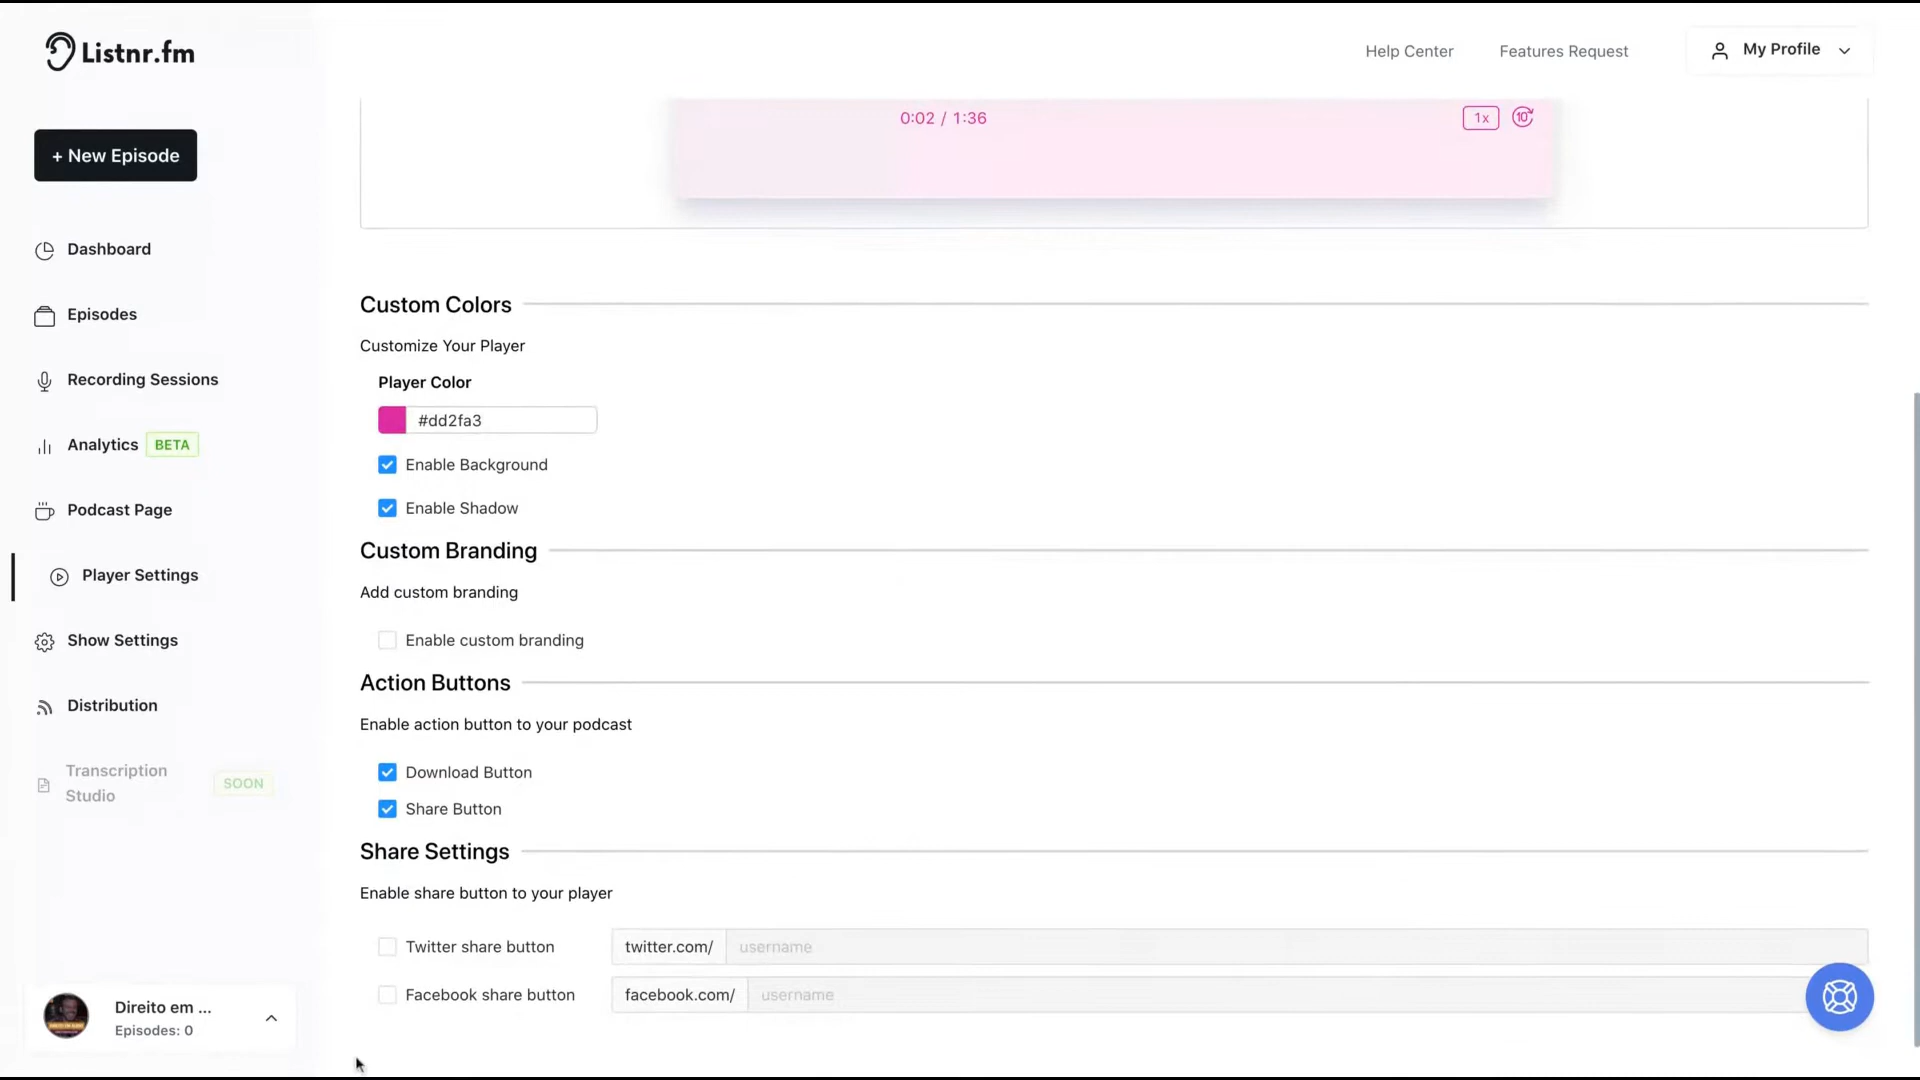 Listnr.fm
Help Center
Features Request
My Profile
+ New Episode
0:02 / 1:36
1x
10
Dashboard
Episodes
Recording Sessions
Analytics BETA
Podcast Page
Player Settings
Show Settings
Distribution
Transcription
Studio
SOON
Direito em ...
Episodes: 0
Custom Colors
Customize Your Player
Player Color
#dd2fa3
Enable Background
Enable Shadow
Custom Branding
Add custom branding
Enable custom branding
Action Buttons
Enable action button to your podcast
Download Button
Share Button
Share Settings
Enable share button to your player
Twitter share button
twitter.com/
username
Facebook share button
facebook.com/
username